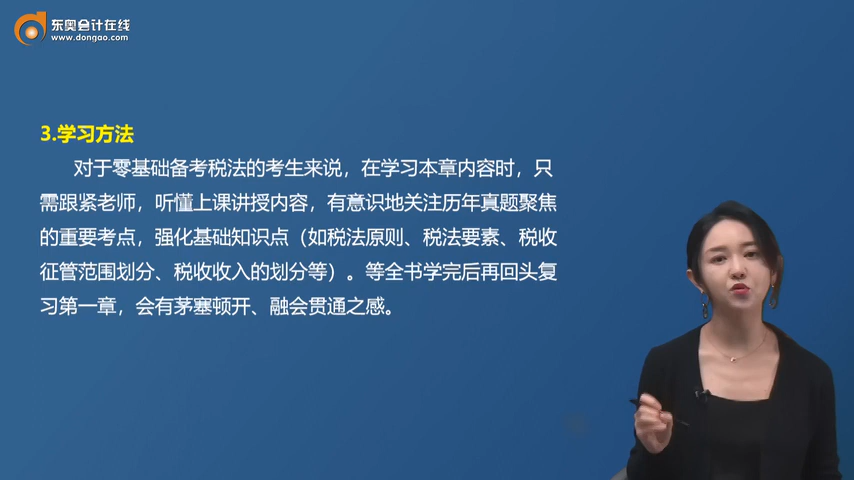 东奥会计在线
www.dongao.com
3.学习方法
对于零基础备考税法的考生来说，在学习本章内容时，只
需跟紧老师，听懂上课讲授内容，有意识地关注历年真题聚焦
的重要考点，强化基础知识点（如税法原则、税法要素、税收
征管范围划分、税收收入的划分等）。等全书学完后再回头复
习第一章，会有茅塞顿开、融会贯通之感。